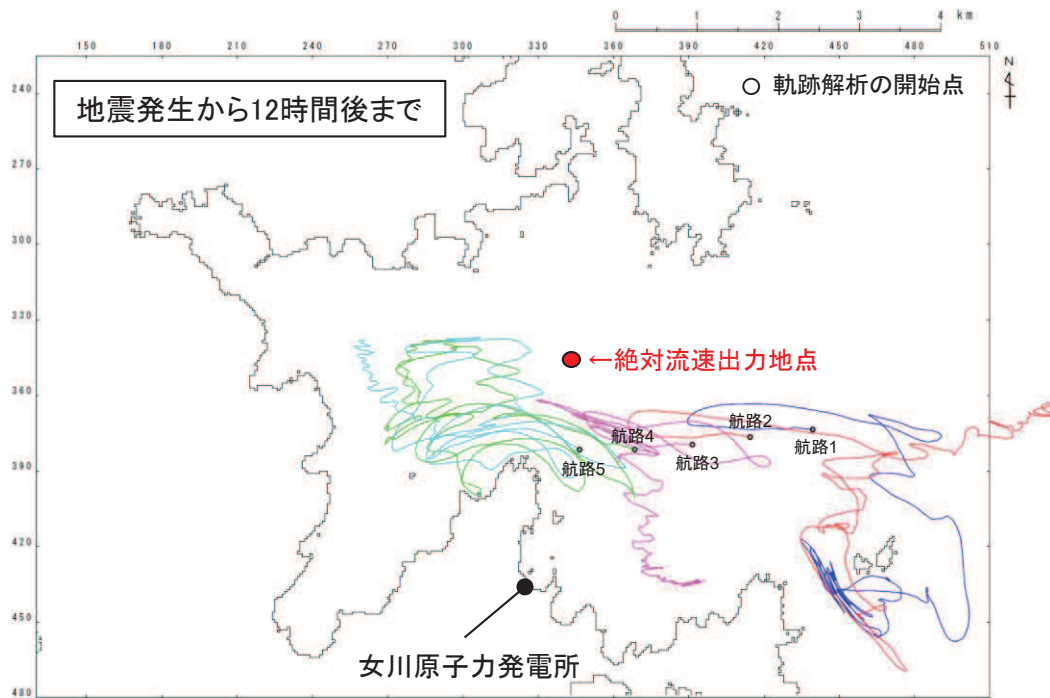 0 1 2 3 4 km
150 180 210 240 270 300 330 360 390 420 450 480 510
N
240
270
300
330
360
390
420
450
480
地震発生から12時間後まで
○ 軌跡解析の開始点
←絶対流速出力地点
航路2
航路4
航路1
航路3
航路5
女川原子力発電所